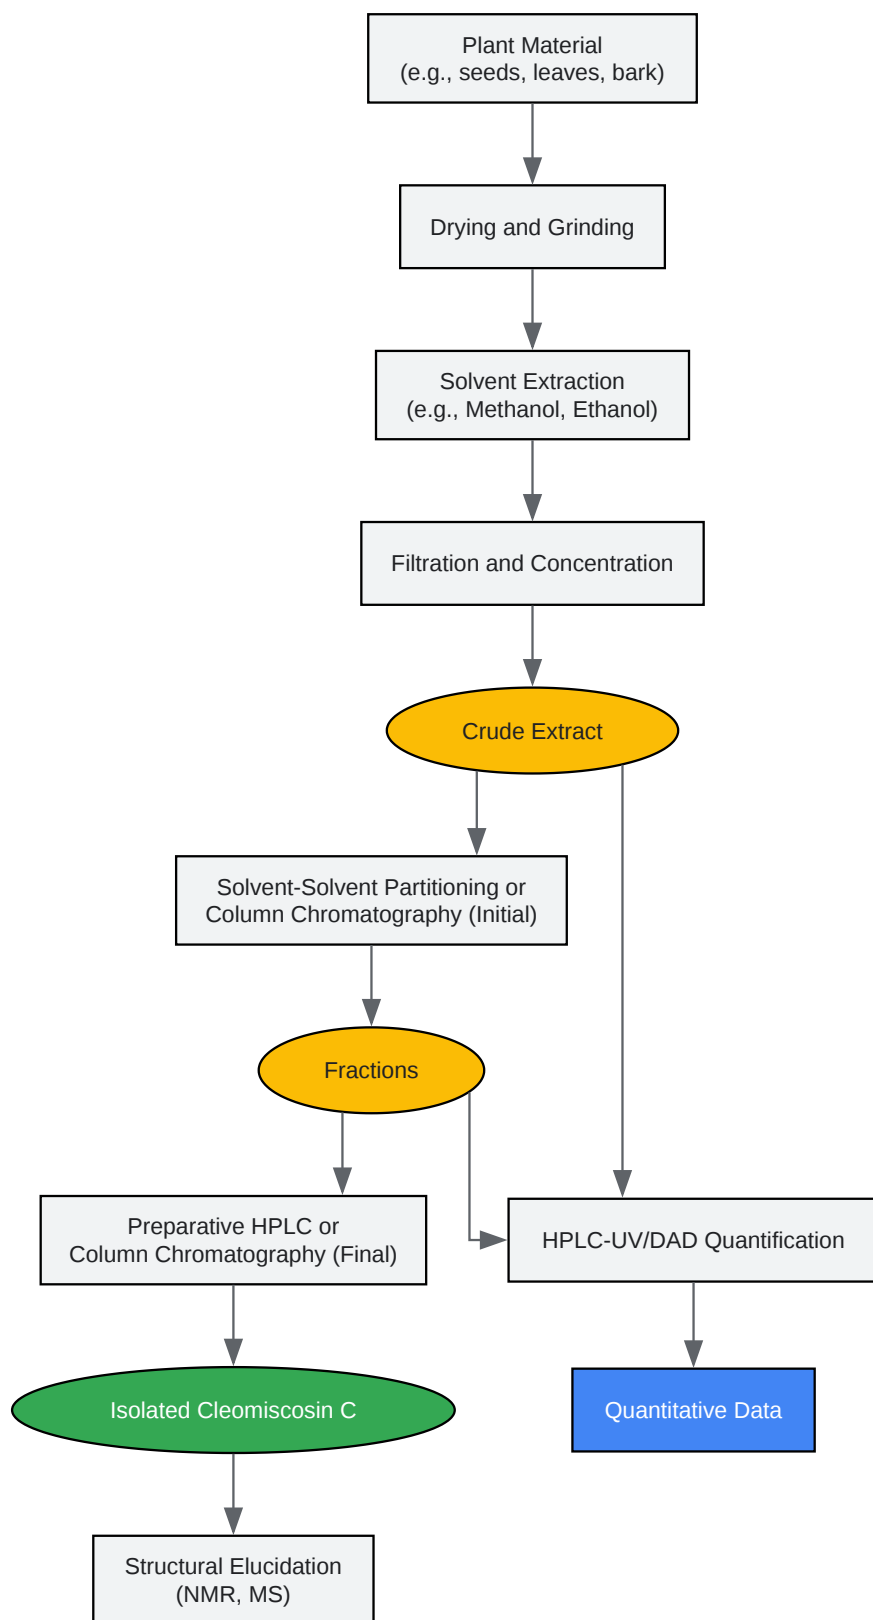 Plant Material
(e.g., seeds, leaves, bark)
Drying and Grinding
Solvent Extraction
(e.g., Methanol, Ethanol)
Filtration and Concentration
Crude Extract
Solvent-Solvent Partitioning or
Column Chromatography (Initial)
Fractions
Preparative HPLC or
Column Chromatography (Final)
HPLC-UV/DAD Quantification
Isolated Cleomiscosin C
Quantitative Data
Structural Elucidation
(NMR, MS)